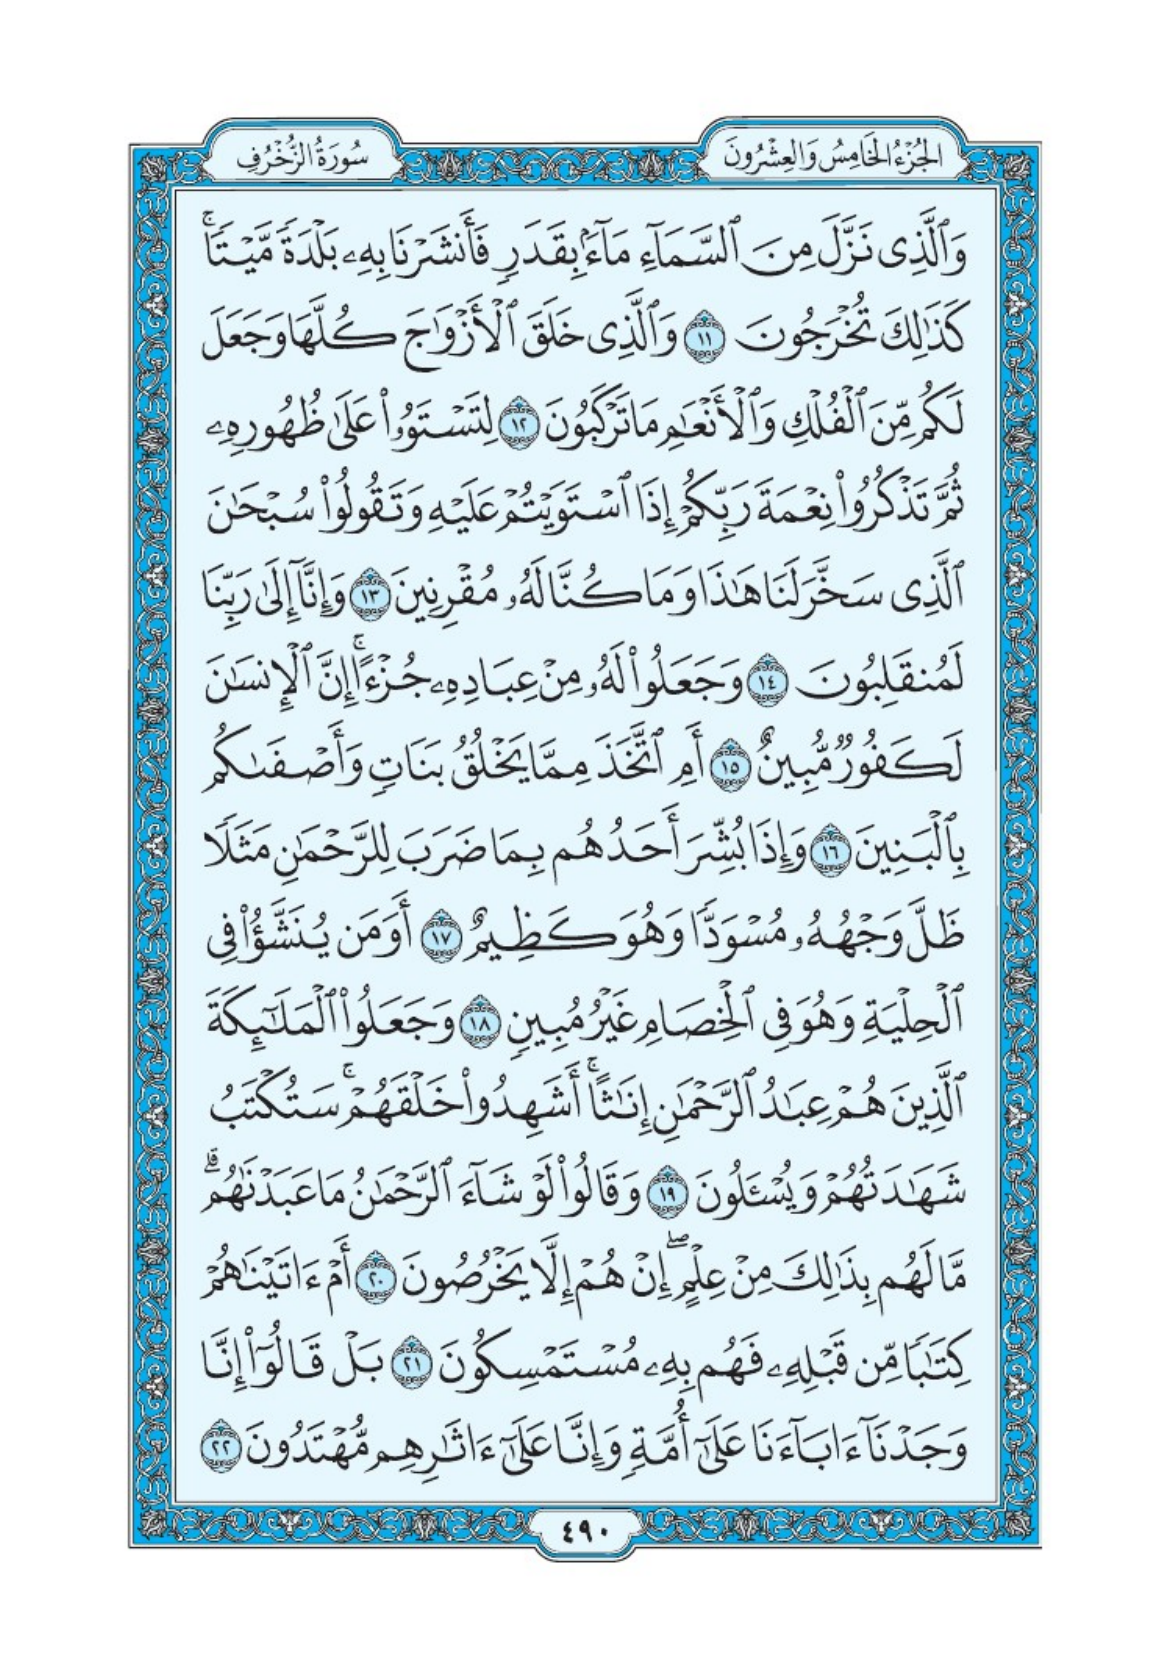 الجُزْءُ الخَامِسُ وَالعِشْرُونَ
سُورَةُ الزُّخْرُفِ
وَٱلَّذِى نَزَّلَ مِنَ ٱلسَّمَآءِ مَآءًۢ بِقَدَرٍ فَأَنشَرْنَا بِهِۦ بَلْدَةً مَّيْتًاۚ
كَذَٰلِكَ تُخْرَجُونَ ١١ وَٱلَّذِى خَلَقَ ٱلْأَزْوَٰجَ كُلَّهَا وَجَعَلَ
لَكُم مِّنَ ٱلْفُلْكِ وَٱلْأَنْعَٰمِ مَا تَرْكَبُونَ ١٢ لِتَسْتَوُۥا۟ عَلَىٰ ظُهُورِهِۦ
ثُمَّ تَذْكُرُوا۟ نِعْمَةَ رَبِّكُمْ إِذَا ٱسْتَوَيْتُمْ عَلَيْهِ وَتَقُولُوا۟ سُبْحَٰنَ
ٱلَّذِى سَخَّرَ لَنَا هَٰذَا وَمَا كُنَّا لَهُۥ مُقْرِنِينَ ١٣ وَإِنَّآ إِلَىٰ رَبِّنَا
لَمُنقَلِبُونَ ١٤ وَجَعَلُوا۟ لَهُۥ مِنْ عِبَادِهِۦ جُزْءًاۚ إِنَّ ٱلْإِنسَٰنَ
لَكَفُورٌ مُّبِينٌ ١٥ أَمِ ٱتَّخَذَ مِمَّا يَخْلُقُ بَنَاتٍ وَأَصْفَىٰكُم
بِٱلْبَنِينَ ١٦ وَإِذَا بُشِّرَ أَحَدُهُم بِمَا ضَرَبَ لِلرَّحْمَٰنِ مَثَلًا
ظَلَّ وَجْهُهُۥ مُسْوَدًّا وَهُوَ كَظِيمٌ ١٧ أَوَمَن يُنَشَّؤُا۟ فِى
ٱلْحِلْيَةِ وَهُوَ فِى ٱلْخِصَامِ غَيْرُ مُبِينٍ ١٨ وَجَعَلُوا۟ ٱلْمَلَٰٓئِكَةَ
ٱلَّذِينَ هُمْ عِبَٰدُ ٱلرَّحْمَٰنِ إِنَٰثًاۚ أَشَهِدُوا۟ خَلْقَهُمْۚ سَتُكْتَبُ
شَهَٰدَتُهُمْ وَيُسْـَٔلُونَ ١٩ وَقَالُوا۟ لَوْ شَآءَ ٱلرَّحْمَٰنُ مَا عَبَدْنَٰهُمۗ
مَّا لَهُم بِذَٰلِكَ مِنْ عِلْمٍۖ إِنْ هُمْ إِلَّا يَخْرُصُونَ ٢٠ أَمْ ءَاتَيْنَٰهُمْ
كِتَٰبًا مِّن قَبْلِهِۦ فَهُم بِهِۦ مُسْتَمْسِكُونَ ٢١ بَلْ قَالُوٓا۟ إِنَّا
وَجَدْنَآ ءَابَآءَنَا عَلَىٰٓ أُمَّةٍ وَإِنَّا عَلَىٰٓ ءَاثَٰرِهِم مُّهْتَدُونَ ٢٢
٤٩٠